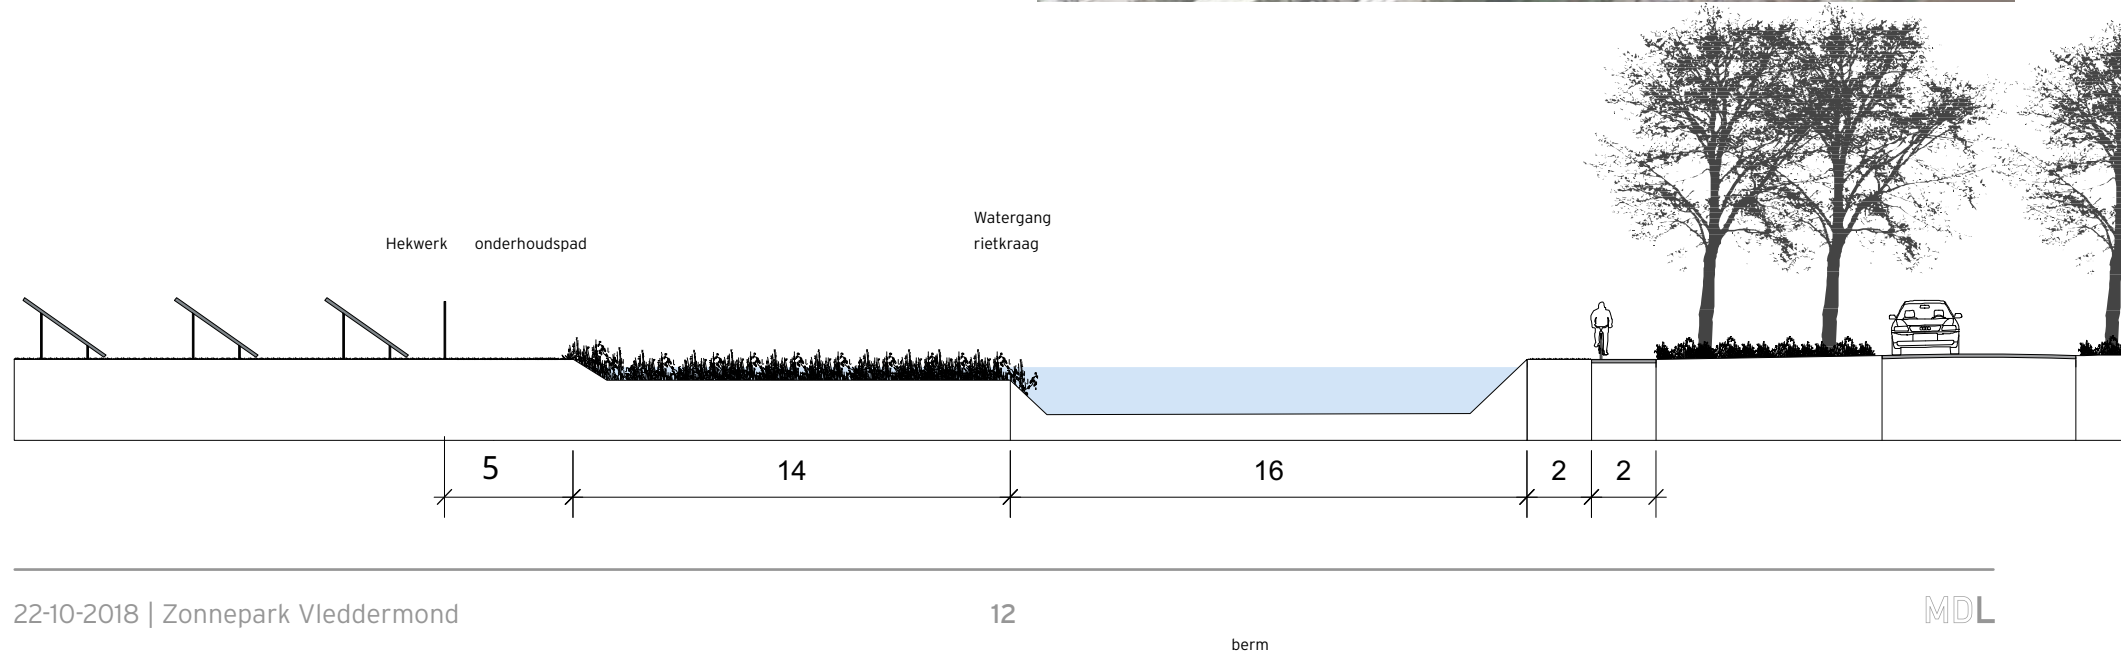 Watergang
Hekwerk onderhoudspad rietkraag
5 14 16 2 2
22-10-2018 | Zonnepark Vleddermond 12 MDL
berm